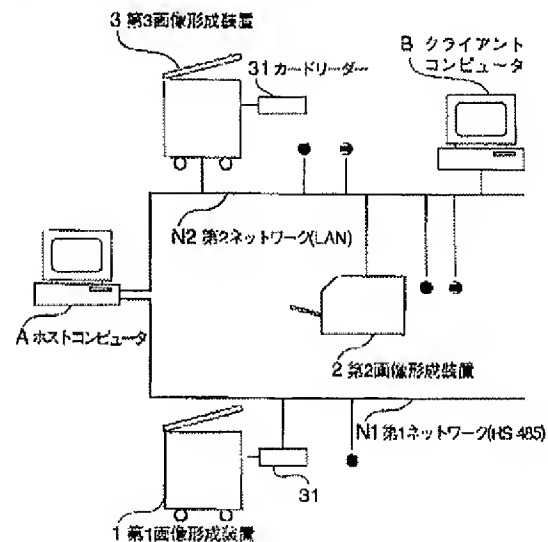 3 第3画像形成装置
31 カードリーダー
B クライアント
コンピュータ
N2 第2ネットワーク(LAN)
A ホストコンピュータ
2 第2画像形成装置
N1 第1ネットワーク(RS 485)
31
1 第1画像形成装置